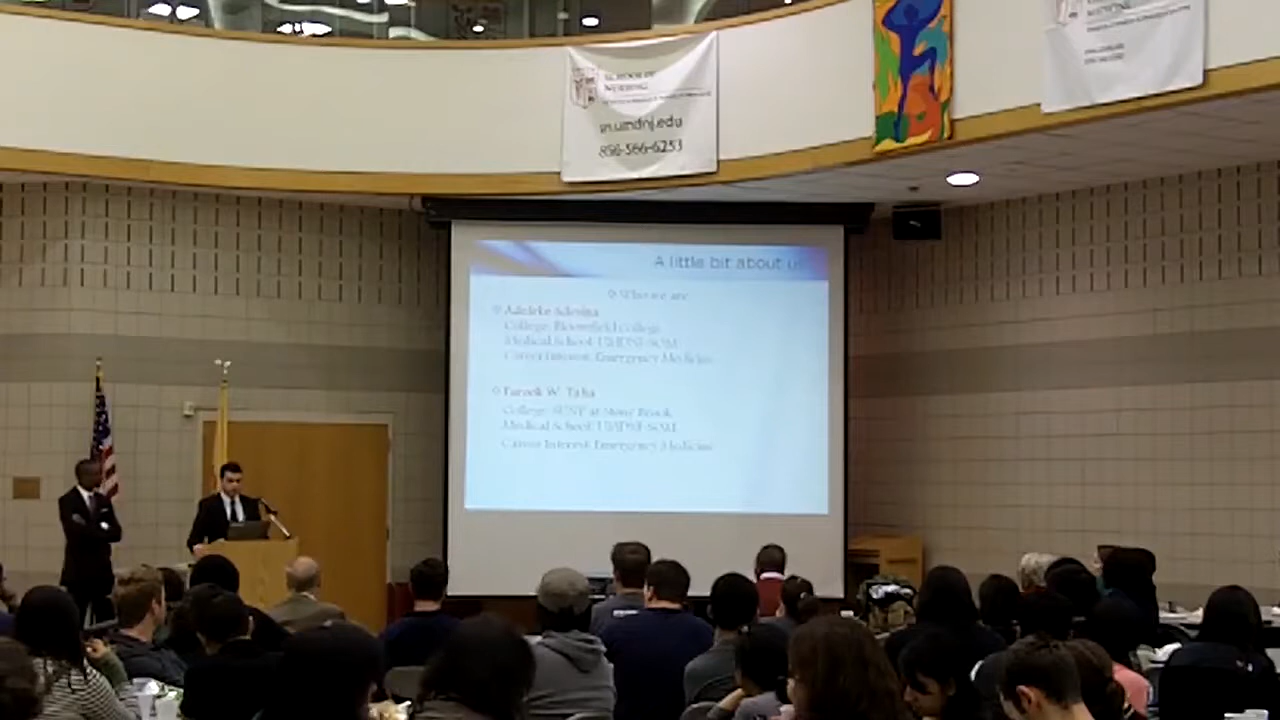 SCHOOL OF
NURSING
sn.umdnj.edu
856-566-6253
NURSING
A little bit about us
Who we are
Adeleke Adesina
College: Bloomfield College
Medical School: UMDNJ-SOM
Career Interest: Emergency Medicine
Farook W. Taha
College: SUNY at Stony Brook
Medical School: UMDNJ-SOM
Career Interest: Emergency Medicine